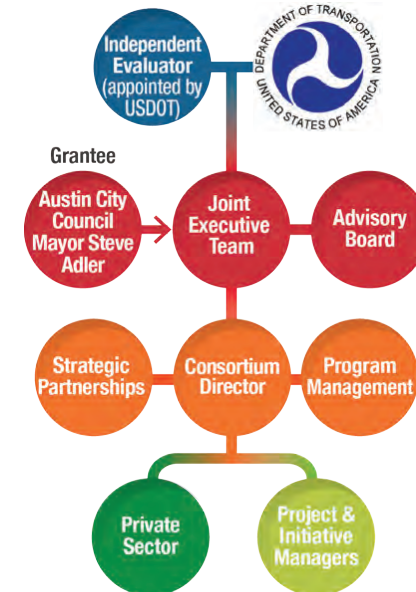 Independent
Evaluator
(appointed by
USDOT)
DEPARTMENT OF TRANSPORTATION
UNITED STATES OF AMERICA
Grantee
Austin City
Council
Mayor Steve
Adler
Joint
Executive
Team
Advisory
Board
Strategic
Partnerships
Consortium
Director
Program
Management
Private
Sector
Project &
Initiative
Managers